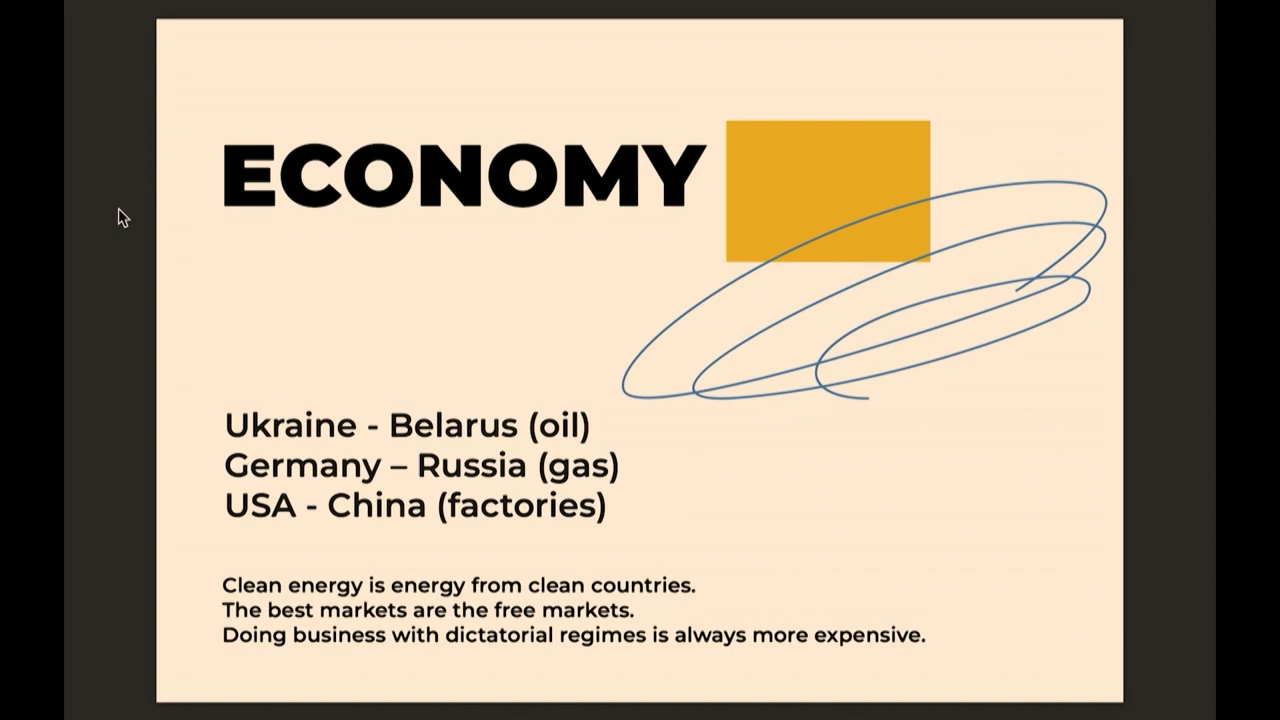 ECONOMY
Ukraine - Belarus (oil)
Germany – Russia (gas)
USA - China (factories)
Clean energy is energy from clean countries.
The best markets are the free markets.
Doing business with dictatorial regimes is always more expensive.